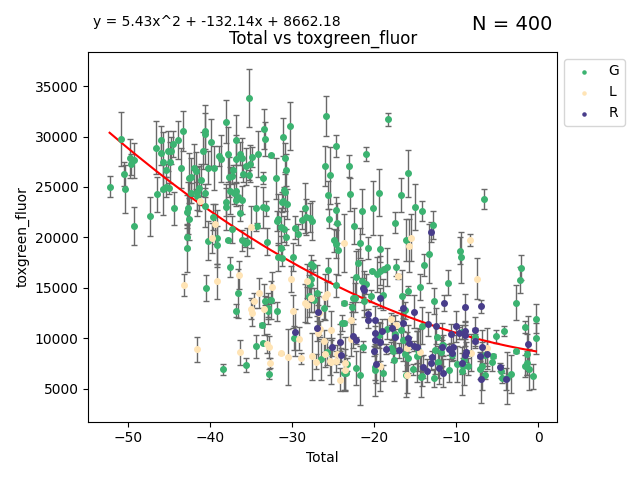 y = 5.43x^2 + -132.14x + 8662.18
N = 400
Total vs toxgreen_fluor
35000
30000
25000
20000
15000
10000
5000
toxgreen_fluor
−50
−40
−30
−20
−10
0
Total
G
L
R